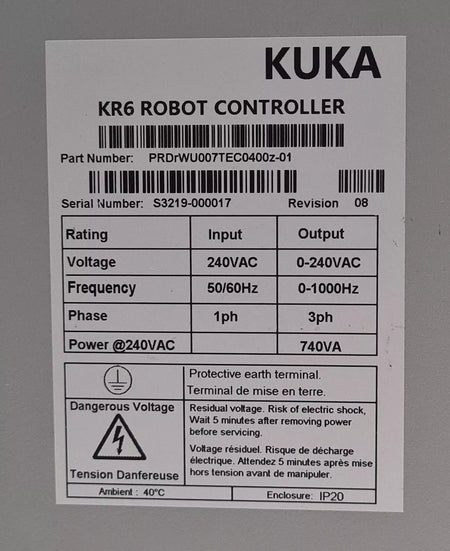 KUKA
KR6 ROBOT CONTROLLER
Part Number: PRDrWU007TEC0400z-01
Serial Number: S3219-000017 Revision 08
Rating Input Output
Voltage 240VAC 0-240VAC
Frequency 50/60Hz 0-1000Hz
Phase 1ph 3ph
Power @240VAC 740VA
Protective earth terminal.
Terminal de mise en terre.
Dangerous Voltage
Tension Danfereuse
Residual voltage. Risk of electric shock,
Wait 5 minutes after removing power
before servicing.
Voltage résiduel. Risque de décharge
électrique. Attendez 5 minutes après mise
hors tension avant de manipuler.
Ambient : 40°C
Enclosure: IP20